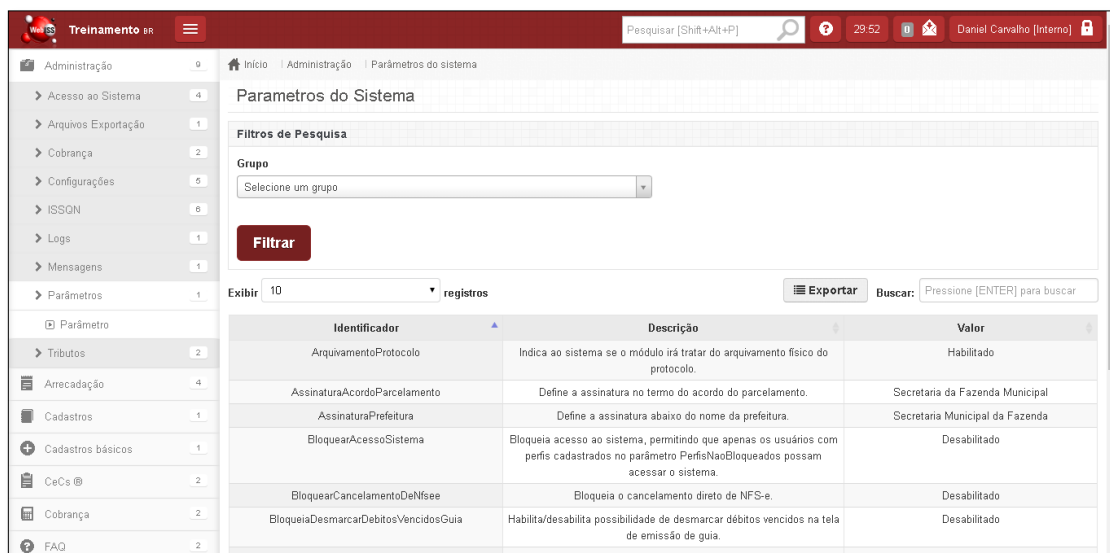 Web ISS Treinamento BR
Pesquisar [Shift+Alt+P]
29:52
0
Daniel Carvalho [Interno]
Administração 9
Acesso ao Sistema 4
Arquivos Exportação 1
Cobrança 2
Configurações 5
ISSQN 6
Logs 1
Mensagens 1
Parâmetros 1
Parâmetro
Tributos 2
Arrecadação 4
Cadastros 1
Cadastros básicos 1
CeCs ® 2
Cobrança 2
FAQ 2
Início | Administração | Parâmetros do sistema
Parametros do Sistema
Filtros de Pesquisa
Grupo
Selecione um grupo
Filtrar
Exibir 10 registros
Exportar
Buscar: Pressione [ENTER] para buscar
Identificador Descrição Valor
ArquivamentoProtocolo Indica ao sistema se o módulo irá tratar do arquivamento físico do Habilitado
protocolo.
AssinaturaAcordoParcelamento Define a assinatura no termo do acordo do parcelamento. Secretaria da Fazenda Municipal
AssinaturaPrefeitura Define a assinatura abaixo do nome da prefeitura. Secretaria Municipal da Fazenda
BloquearAcessoSistema Bloqueia acesso ao sistema, permitindo que apenas os usuários com Desabilitado
perfis cadastrados no parâmetro PerfisNaoBloqueados possam
acessar o sistema.
BloquearCancelamentoDeNfsee Bloqueia o cancelamento direto de NFS-e. Desabilitado
BloqueiaDesmarcarDebitosVencidosGuia Habilita/desabilita possibilidade de desmarcar débitos vencidos na tela Desabilitado
de emissão de guia.